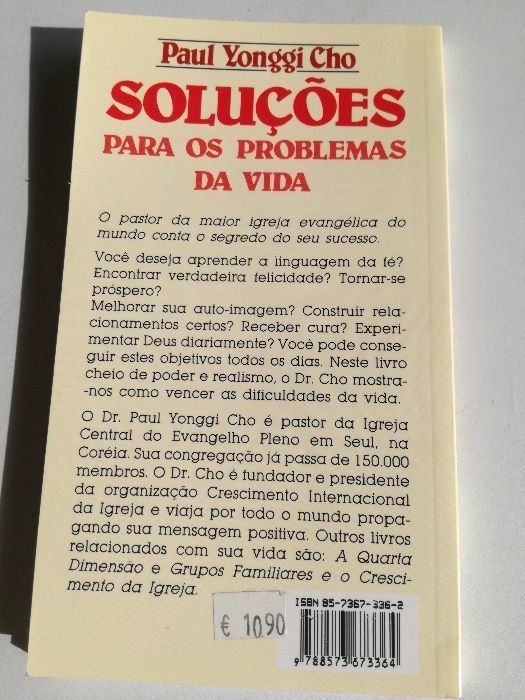 Paul Yonggi Cho
SOLUÇÕES
PARA OS PROBLEMAS
DA VIDA
O pastor da maior igreja evangélica do
mundo conta o segredo do seu sucesso.
Você deseja aprender a linguagem da fé?
Encontrar verdadeira felicidade? Tornar-se
próspero?
Melhorar sua auto-imagem? Construir rela-
cionamentos certos? Receber cura? Experi-
mentar Deus diariamente? Você pode conse-
guir estes objetivos todos os dias. Neste livro
cheio de poder e realismo, o Dr. Cho mostra-
-nos como vencer as dificuldades da vida.
O Dr. Paul Yonggi Cho é pastor da Igreja
Central do Evangelho Pleno em Seul, na
Coréia. Sua congregação já passa de 150.000
membros. O Dr. Cho é fundador e presidente
da organização Crescimento Internacional
da Igreja e viaja por todo o mundo propa-
gando sua mensagem positiva. Outros livros
relacionados com sua vida são: A Quarta
Dimensão e Grupos Familiares e o Cresci-
mento da Igreja.
€ 10,90
ISBN 85-7367-336-2
9 788573 673364